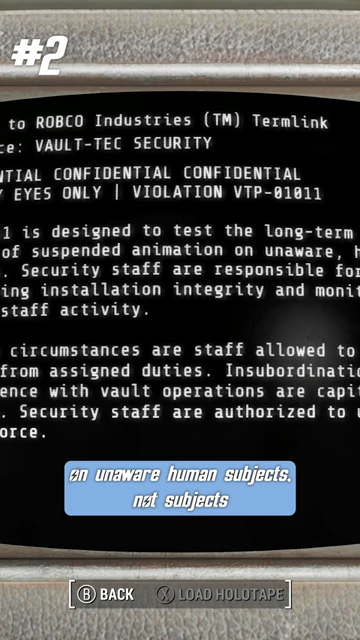 #2
to ROBCO Industries (TM) Termlink
ce: VAULT-TEC SECURITY
NTIAL CONFIDENTIAL CONFIDENTIAL
Y EYES ONLY | VIOLATION VTP-01011
1 is designed to test the long-term
of suspended animation on unaware, h
. Security staff are responsible for
ing installation integrity and monit
staff activity.
circumstances are staff allowed to
from assigned duties. Insubordinatio
ence with vault operations are capit
. Security staff are authorized to u
orce.
on unaware human subjects,
not subjects
B BACK X LOAD HOLOTAPE